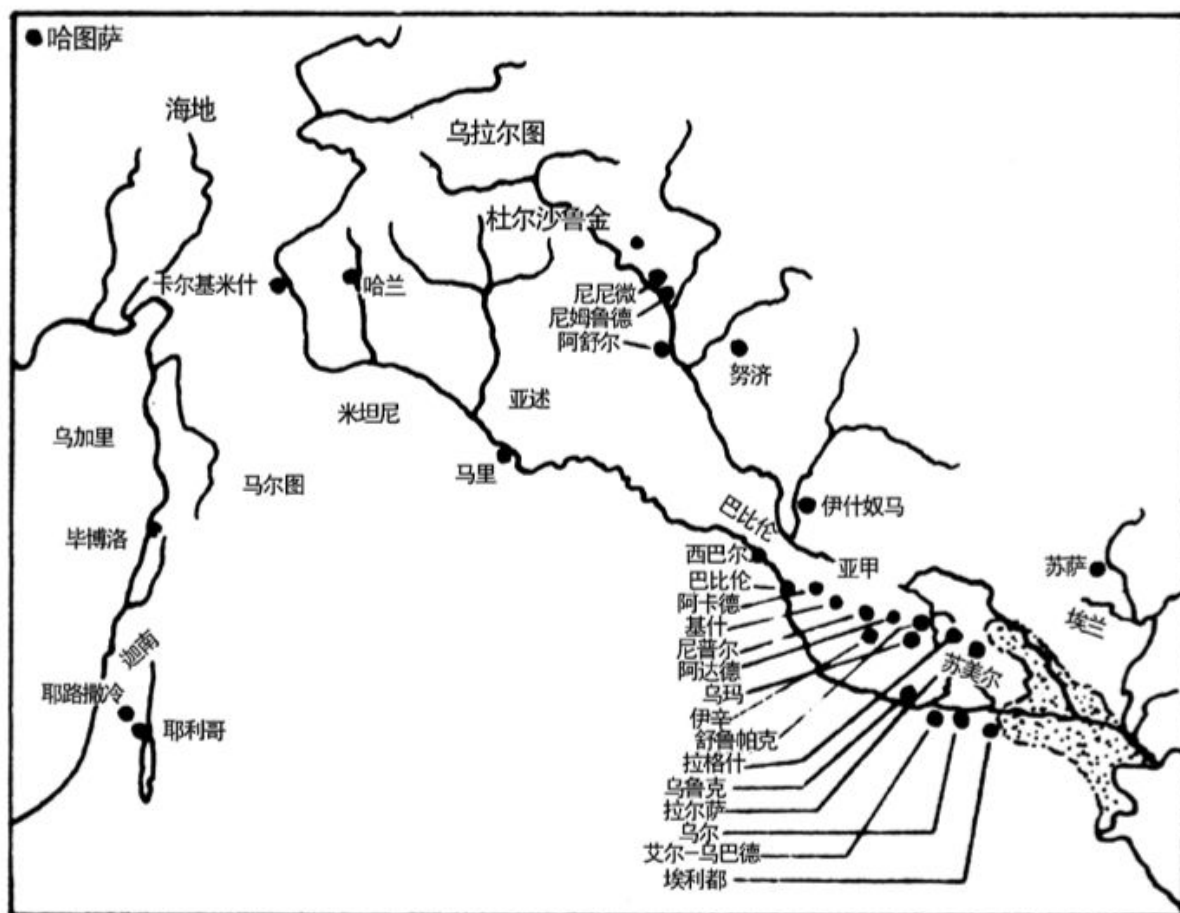 哈图萨
海地
乌拉尔图
杜尔沙鲁金
卡尔基米什
哈兰
尼尼微
尼姆鲁德
阿舒尔
努济
米坦尼
亚述
乌加里
马尔图
马里
伊什奴马
毕博洛
巴比伦
西巴尔
亚甲
苏萨
巴比伦
阿卡德
基什
埃兰
尼普尔
阿达德
迦南
苏美尔
乌玛
耶路撒冷
伊辛
耶利哥
舒鲁帕克
拉格什
乌鲁克
拉尔萨
乌尔
艾尔-乌巴德
埃利都